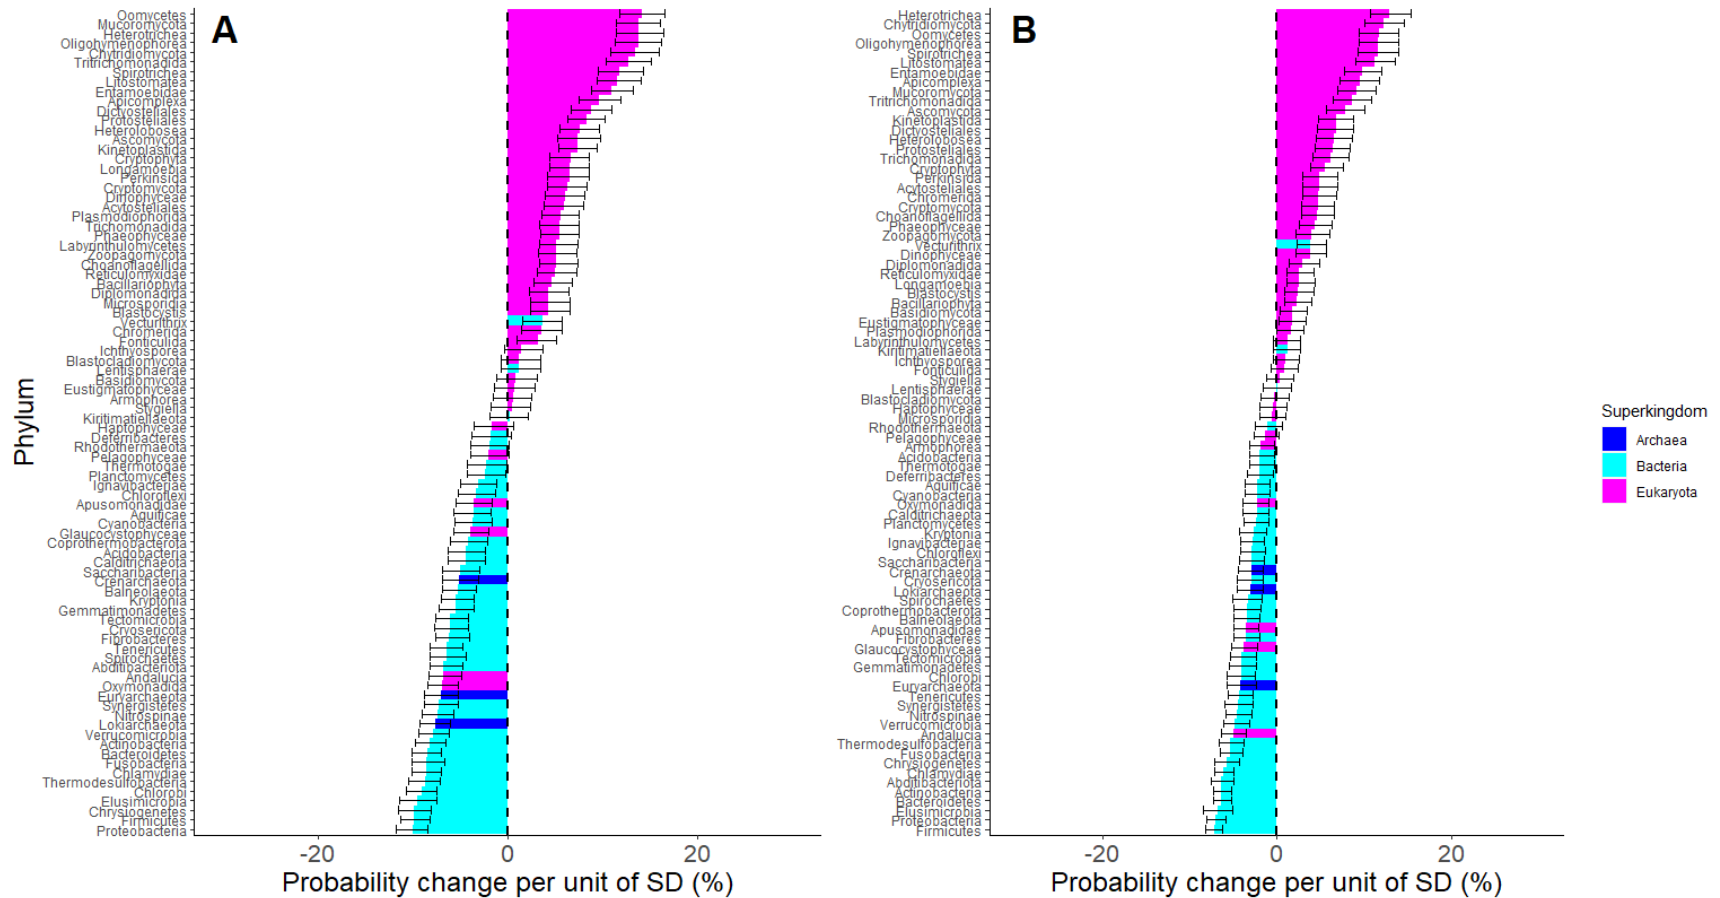 A
Phylum
Oomycetes
Mucoromycota
Heterotrichea
Oligohymenophorea
Chytridiomycota
Tritrichomonadida
Spirotrichea
Litostomatea
Entamoebidae
Apicomplexa
Dictyosteliales
Protosteliales
Heterolobosea
Ascomycota
Kinetoplastida
Cryptophyta
Longamoebia
Perkinsida
Cryptomycota
Dinophyceae
Acytosteliales
Plasmodiophorida
Trichomonadida
Phaeophyceae
Labyrinthulomycetes
Zoopagomycota
Choanoflagellida
Reticulomyxidae
Bacillariophyta
Diplomonadida
Microsporidia
Blastocystis
Vecturithrix
Chromerida
Fonticulida
Ichthyosporea
Blastocladiomycota
Lentisphaerae
Basidiomycota
Eustigmatophyceae
Armophorea
Stygiella
Kiritimatiellaeota
Haptophyceae
Deferribacteres
Rhodothermaeota
Pelagophyceae
Thermotogae
Planctomycetes
Ignavibacteriae
Chloroflexi
Apusomonadidae
Aquificae
Cyanobacteria
Glaucocystophyceae
Coprothermobacterota
Acidobacteria
Calditrichaeota
Saccharibacteria
Crenarchaeota
Balneolaeota
Kryptonia
Gemmatimonadetes
Tectomicrobia
Cryosericota
Fibrobacteres
Tenericutes
Spirochaetes
Abditibacteriota
Andalucia
Oxymonadida
Euryarchaeota
Synergistetes
Nitrospinae
Lokiarchaeota
Verrucomicrobia
Actinobacteria
Bacteroidetes
Fusobacteria
Chlamydiae
Thermodesulfobacteria
Chlorobi
Elusimicrobia
Chrysiogenetes
Firmicutes
Proteobacteria
-20 0 20
Probability change per unit of SD (%)
B
Heterotrichea
Chytridiomycota
Oomycetes
Oligohymenophorea
Spirotrichea
Litostomatea
Entamoebidae
Apicomplexa
Mucoromycota
Tritrichomonadida
Ascomycota
Kinetoplastida
Dictyosteliales
Heterolobosea
Protosteliales
Trichomonadida
Cryptophyta
Perkinsida
Acytosteliales
Chromerida
Cryptomycota
Choanoflagellida
Phaeophyceae
Zoopagomycota
Vecturithrix
Dinophyceae
Diplomonadida
Reticulomyxidae
Longamoebia
Blastocystis
Bacillariophyta
Basidiomycota
Eustigmatophyceae
Plasmodiophorida
Labyrinthulomycetes
Kiritimatiellaeota
Ichthyosporea
Fonticulida
Stygiella
Lentisphaerae
Blastocladiomycota
Haptophyceae
Microsporidia
Rhodothermaeota
Pelagophyceae
Armophorea
Acidobacteria
Thermotogae
Deferribacteres
Aquificae
Cyanobacteria
Oxymonadida
Calditrichaeota
Planctomycetes
Kryptonia
Ignavibacteriae
Chloroflexi
Saccharibacteria
Crenarchaeota
Cryosericota
Lokiarchaeota
Spirochaetes
Coprothermobacterota
Balneolaeota
Apusomonadidae
Fibrobacteres
Glaucocystophyceae
Tectomicrobia
Gemmatimonadetes
Chlorobi
Euryarchaeota
Tenericutes
Synergistetes
Nitrospinae
Verrucomicrobia
Andalucia
Thermodesulfobacteria
Fusobacteria
Chrysiogenetes
Chlamydiae
Abditibacteriota
Actinobacteria
Bacteroidetes
Elusimicrobia
Proteobacteria
Firmicutes
-20 0 20
Probability change per unit of SD (%)
Superkingdom
Archaea
Bacteria
Eukaryota